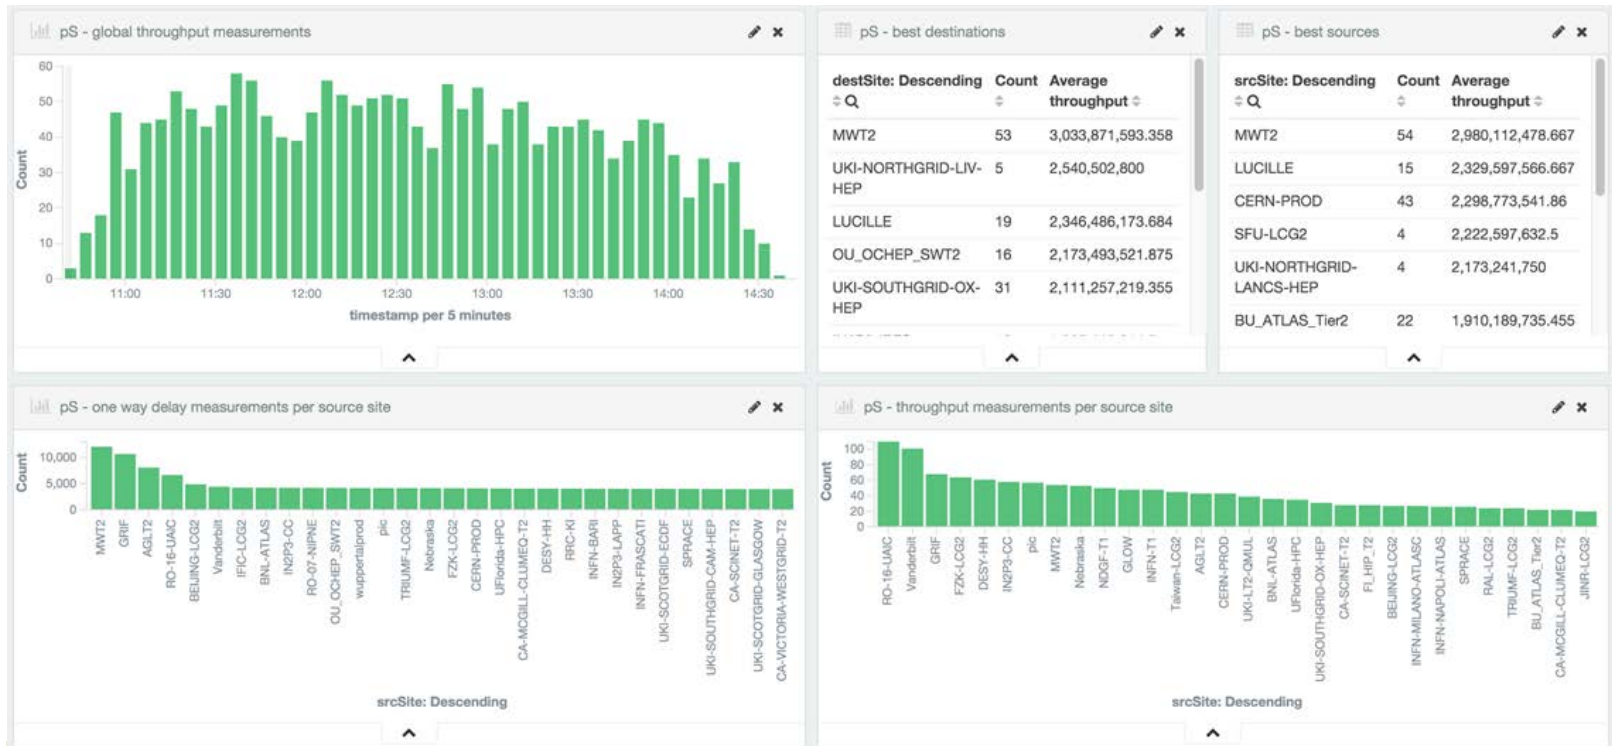 pS - global throughput measurements
60
50
40
30
20
10
0
Count
11:00 11:30 12:00 12:30 13:00 13:30 14:00 14:30
timestamp per 5 minutes
pS - best destinations
destSite: Descending Count Average
throughput
MWT2 53 3,033,871,593.358
UKI-NORTHGRID-LIV- 5 2,540,502,800
HEP
LUCILLE 19 2,346,486,173.684
OU_OCHEP_SWT2 16 2,173,493,521.875
UKI-SOUTHGRID-OX- 31 2,111,257,219.355
HEP
pS - best sources
srcSite: Descending Count Average
throughput
MWT2 54 2,980,112,478.667
LUCILLE 15 2,329,597,566.667
CERN-PROD 43 2,298,773,541.86
SFU-LCG2 4 2,222,597,632.5
UKI-NORTHGRID- 4 2,173,241,750
LANCS-HEP
BU_ATLAS_Tier2 22 1,910,189,735.455
pS - one way delay measurements per source site
10,000
5,000
0
Count
MWT2
GRIF
AGLT2
RO-16-UAIC
BEIJING-LCG2
Vanderbilt
IFIC-LCG2
BNL-ATLAS
IN2P3-CC
RO-07-NIPNE
OU_OCHEP_SWT2
wuppertalprod
pic
TRIUMF-LCG2
Nebraska
FZK-LCG2
CERN-PROD
UFlorida-HPC
CA-MCGILL-CLUMEQ-T2
DESY-HH
RRC-KI
INFN-BARI
IN2P3-LAPP
INFN-FRASCATI
UKI-SCOTGRID-ECDF
SPRACE
UKI-SOUTHGRID-CAM-HEP
CA-SCINET-T2
UKI-SCOTGRID-GLASGOW
CA-VICTORIA-WESTGRID-T2
srcSite: Descending
pS - throughput measurements per source site
100
80
60
40
20
0
Count
RO-16-UAIC
Vanderbilt
GRIF
FZK-LCG2
DESY-HH
IN2P3-CC
pic
MWT2
Nebraska
NDGF-T1
GLOW
INFN-T1
Taiwan-LCG2
AGLT2
CERN-PROD
UKI-LT2-QMUL
BNL-ATLAS
UFlorida-HPC
UKI-SOUTHGRID-OX-HEP
CA-SCINET-T2
FI_HIP_T2
BEIJING-LCG2
INFN-MILANO-ATLASC
INFN-NAPOLI-ATLAS
SPRACE
RAL-LCG2
TRIUMF-LCG2
BU_ATLAS_Tier2
CA-MCGILL-CLUMEQ-T2
JINR-LCG2
srcSite: Descending